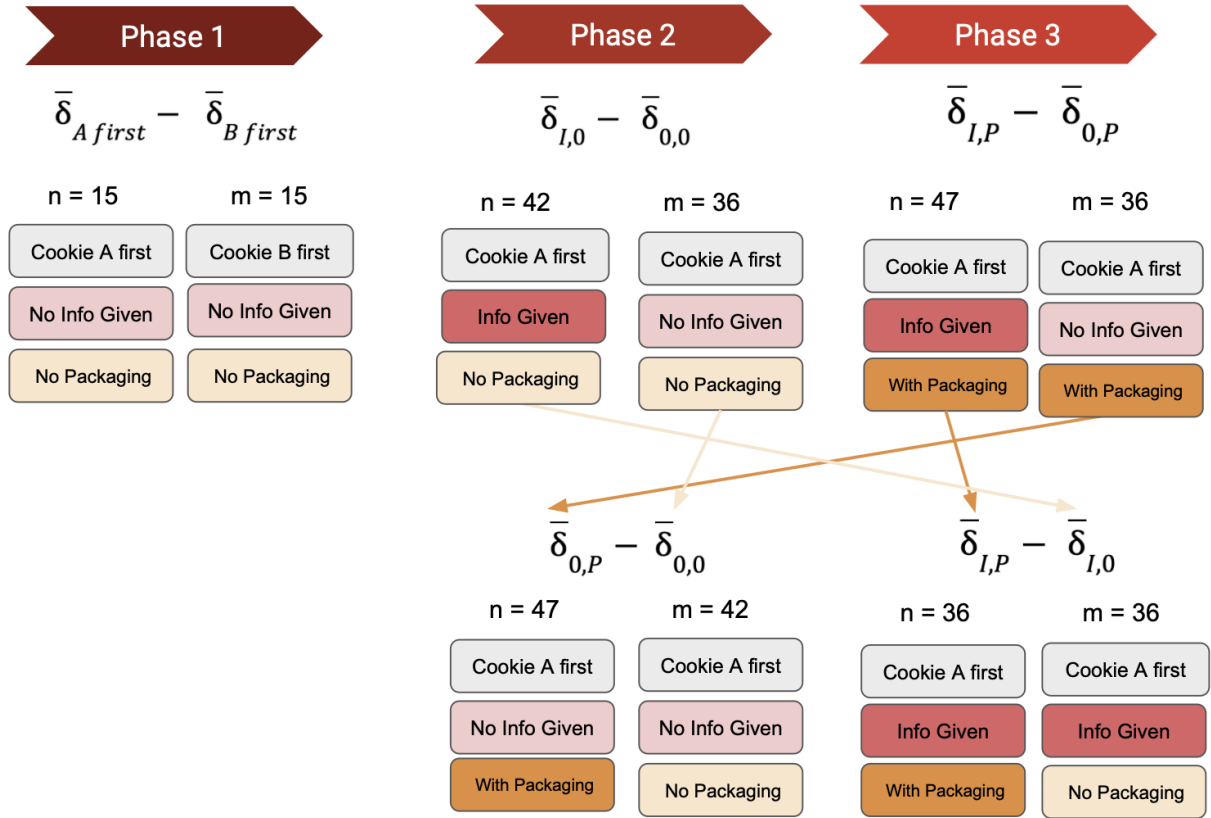 Phase 1
Phase 2
Phase 3
δ̅ A first − δ̅ B first
δ̅ I,0 − δ̅ 0,0
δ̅ I,P − δ̅ 0,P
n = 15
m = 15
n = 42
m = 36
n = 47
m = 36
Cookie A first
Cookie B first
Cookie A first
Cookie A first
Cookie A first
Cookie A first
No Info Given
No Info Given
Info Given
No Info Given
Info Given
No Info Given
No Packaging
No Packaging
No Packaging
No Packaging
With Packaging
With Packaging
δ̅ 0,P − δ̅ 0,0
δ̅ I,P − δ̅ I,0
n = 47
m = 42
n = 36
m = 36
Cookie A first
Cookie A first
Cookie A first
Cookie A first
No Info Given
No Info Given
Info Given
Info Given
With Packaging
No Packaging
With Packaging
No Packaging